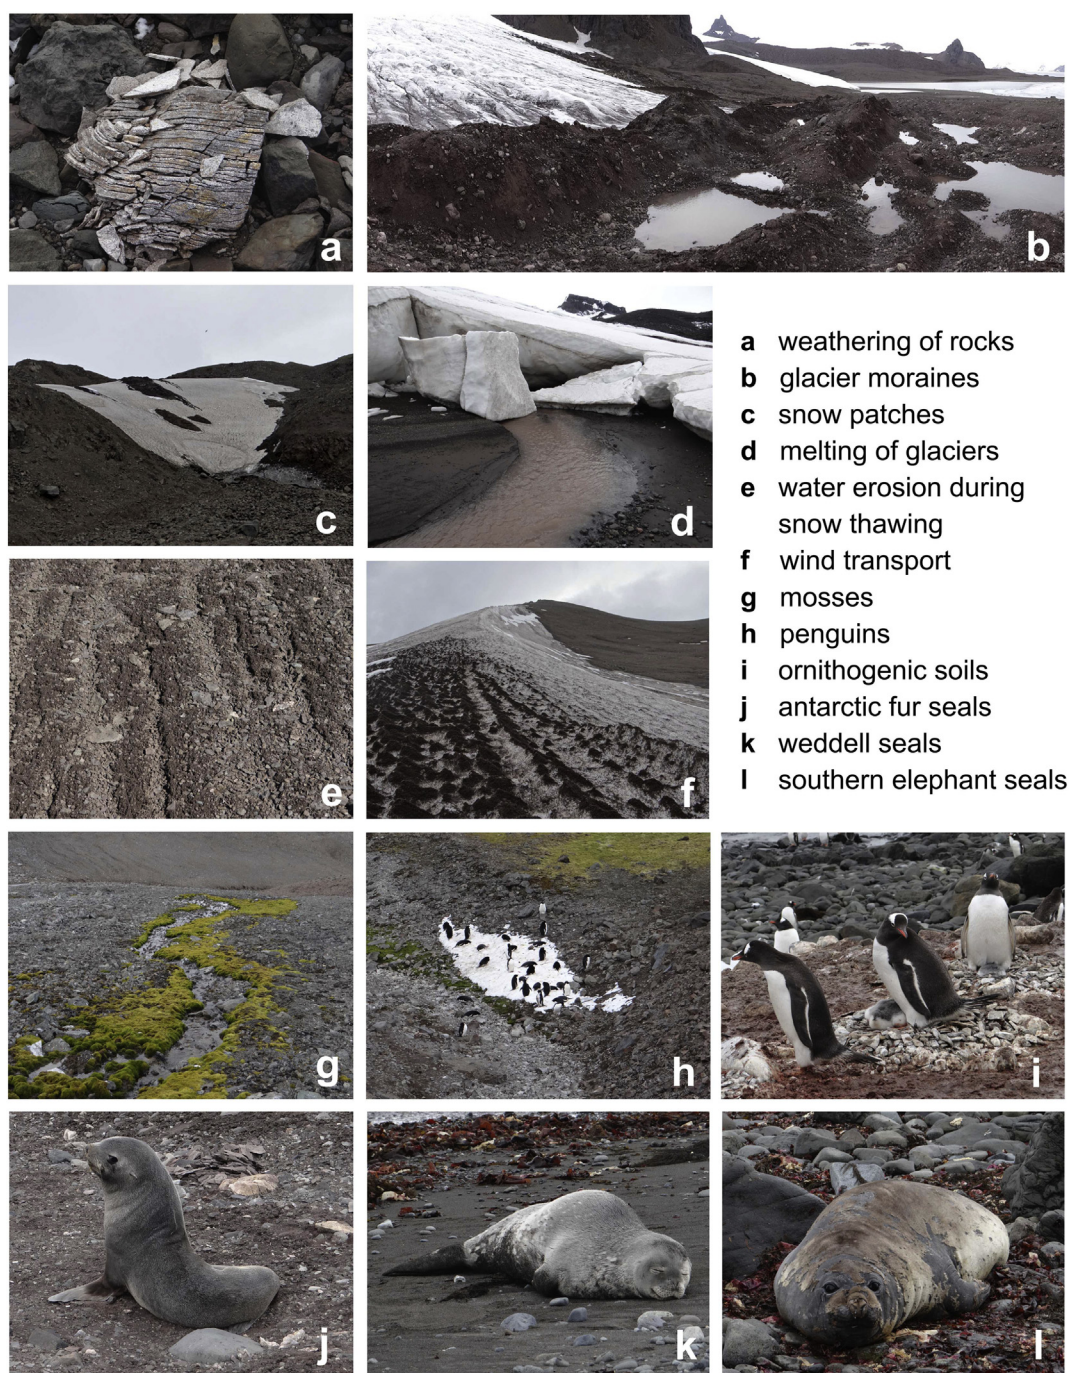 a
b
c
d
a weathering of rocks
b glacier moraines
c snow patches
d melting of glaciers
e water erosion during
snow thawing
f wind transport
g mosses
h penguins
i ornithogenic soils
j antarctic fur seals
k weddell seals
l southern elephant seals
e
f
g
h
i
j
k
l